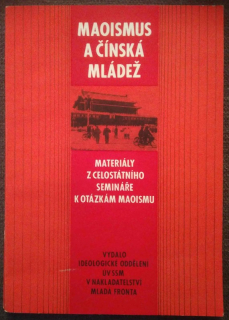 MAOISMUS
A ČÍNSKÁ
MLÁDEŽ
MATERIÁLY
Z CELOSTÁTNÍHO
SEMINÁŘE
K OTÁZKÁM MAOISMU
VYDALO
IDEOLOGICKÉ ODDĚLENÍ
ÚV SSM
V NAKLADATELSTVÍ
MLADÁ FRONTA